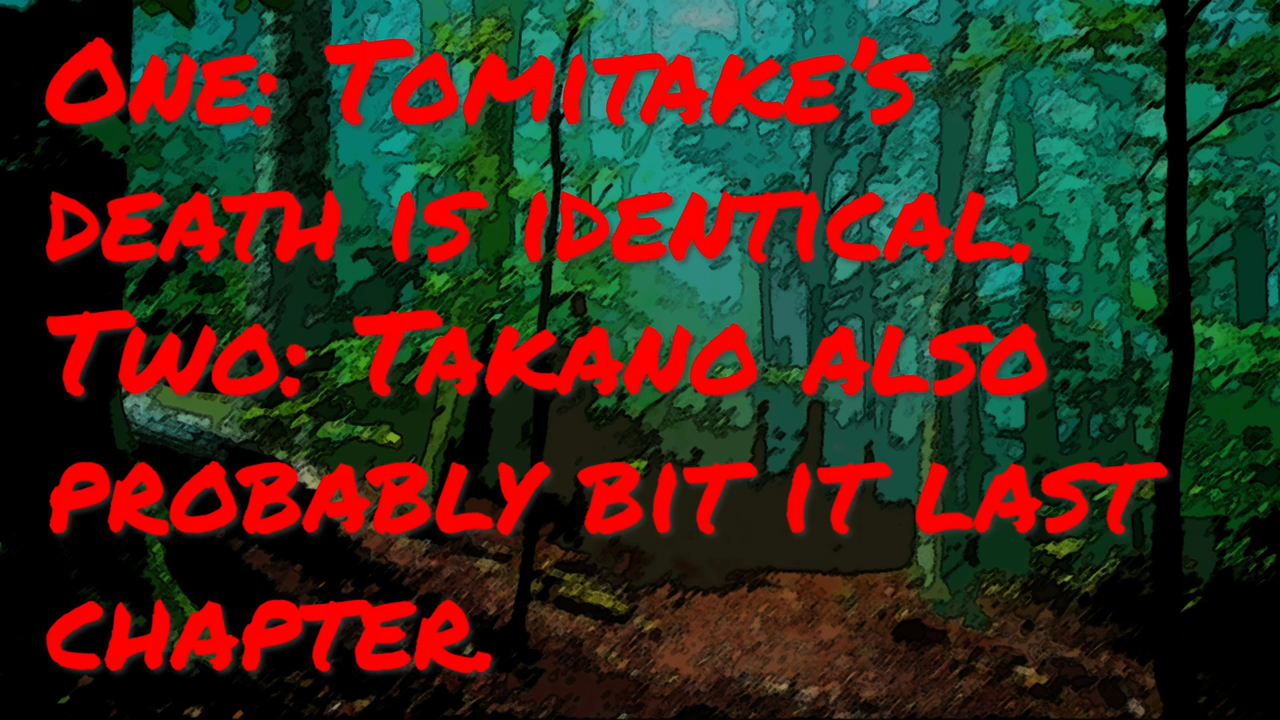 One: Tomitake's
death is identical.
Two: Takano also
probably bit it last
chapter.